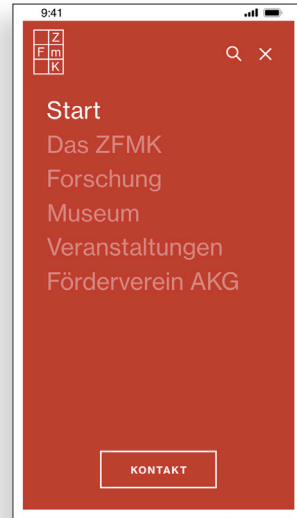 9:41
Z
F m
K
Start
Das ZFMK
Forschung
Museum
Veranstaltungen
Förderverein AKG
KONTAKT